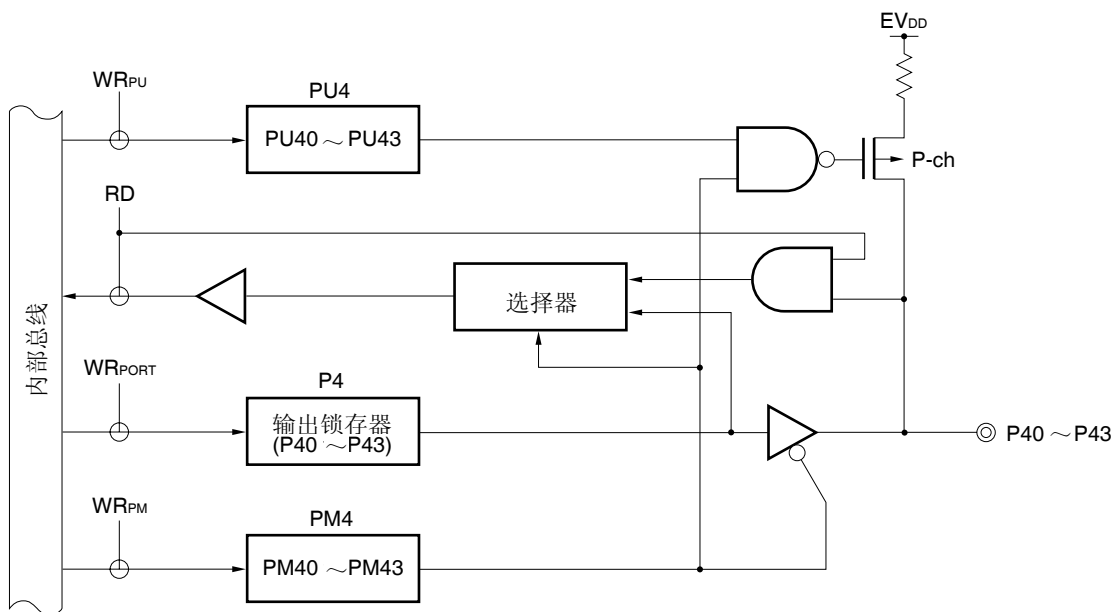 EVDD
WRPU
PU4
PU40 ～ PU43
P-ch
RD
选择器
内部总线
WRPORT
P4
输出锁存器
(P40 ～P43)
P40 ～P43
WRPM
PM4
PM40 ～PM43